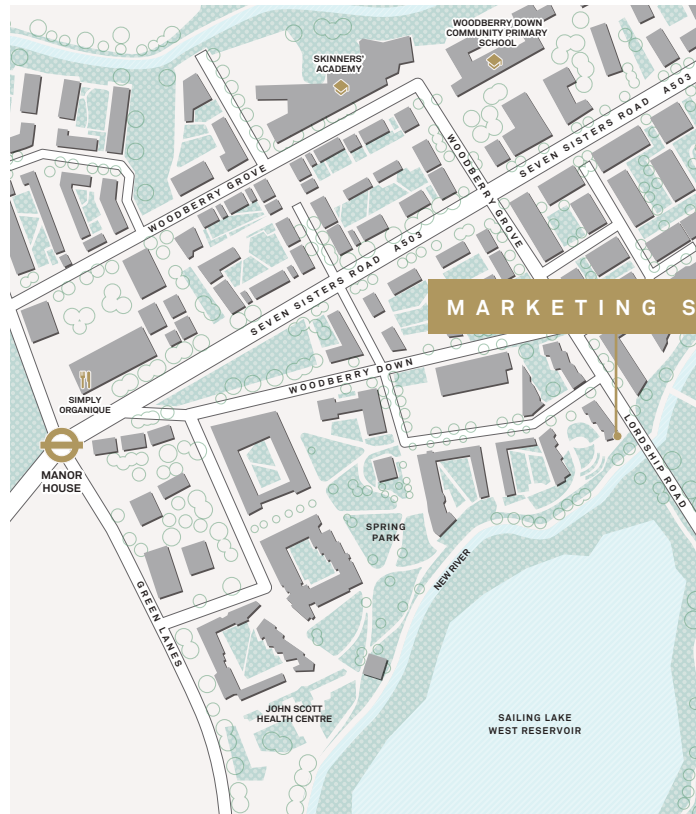 WOODBERRY DOWN
COMMUNITY PRIMARY
SCHOOL
SKINNERS'
ACADEMY
SEVEN SISTERS ROAD A503
WOODBERRY GROVE
WOODBERRY GROVE
SEVEN SISTERS ROAD A503
MARKETING S
WOODBERRY DOWN
SIMPLY
ORGANIQUE
MANOR
HOUSE
LORDSHIP ROAD
SPRING
PARK
NEW RIVER
GREEN LANES
JOHN SCOTT
HEALTH CENTRE
SAILING LAKE
WEST RESERVOIR